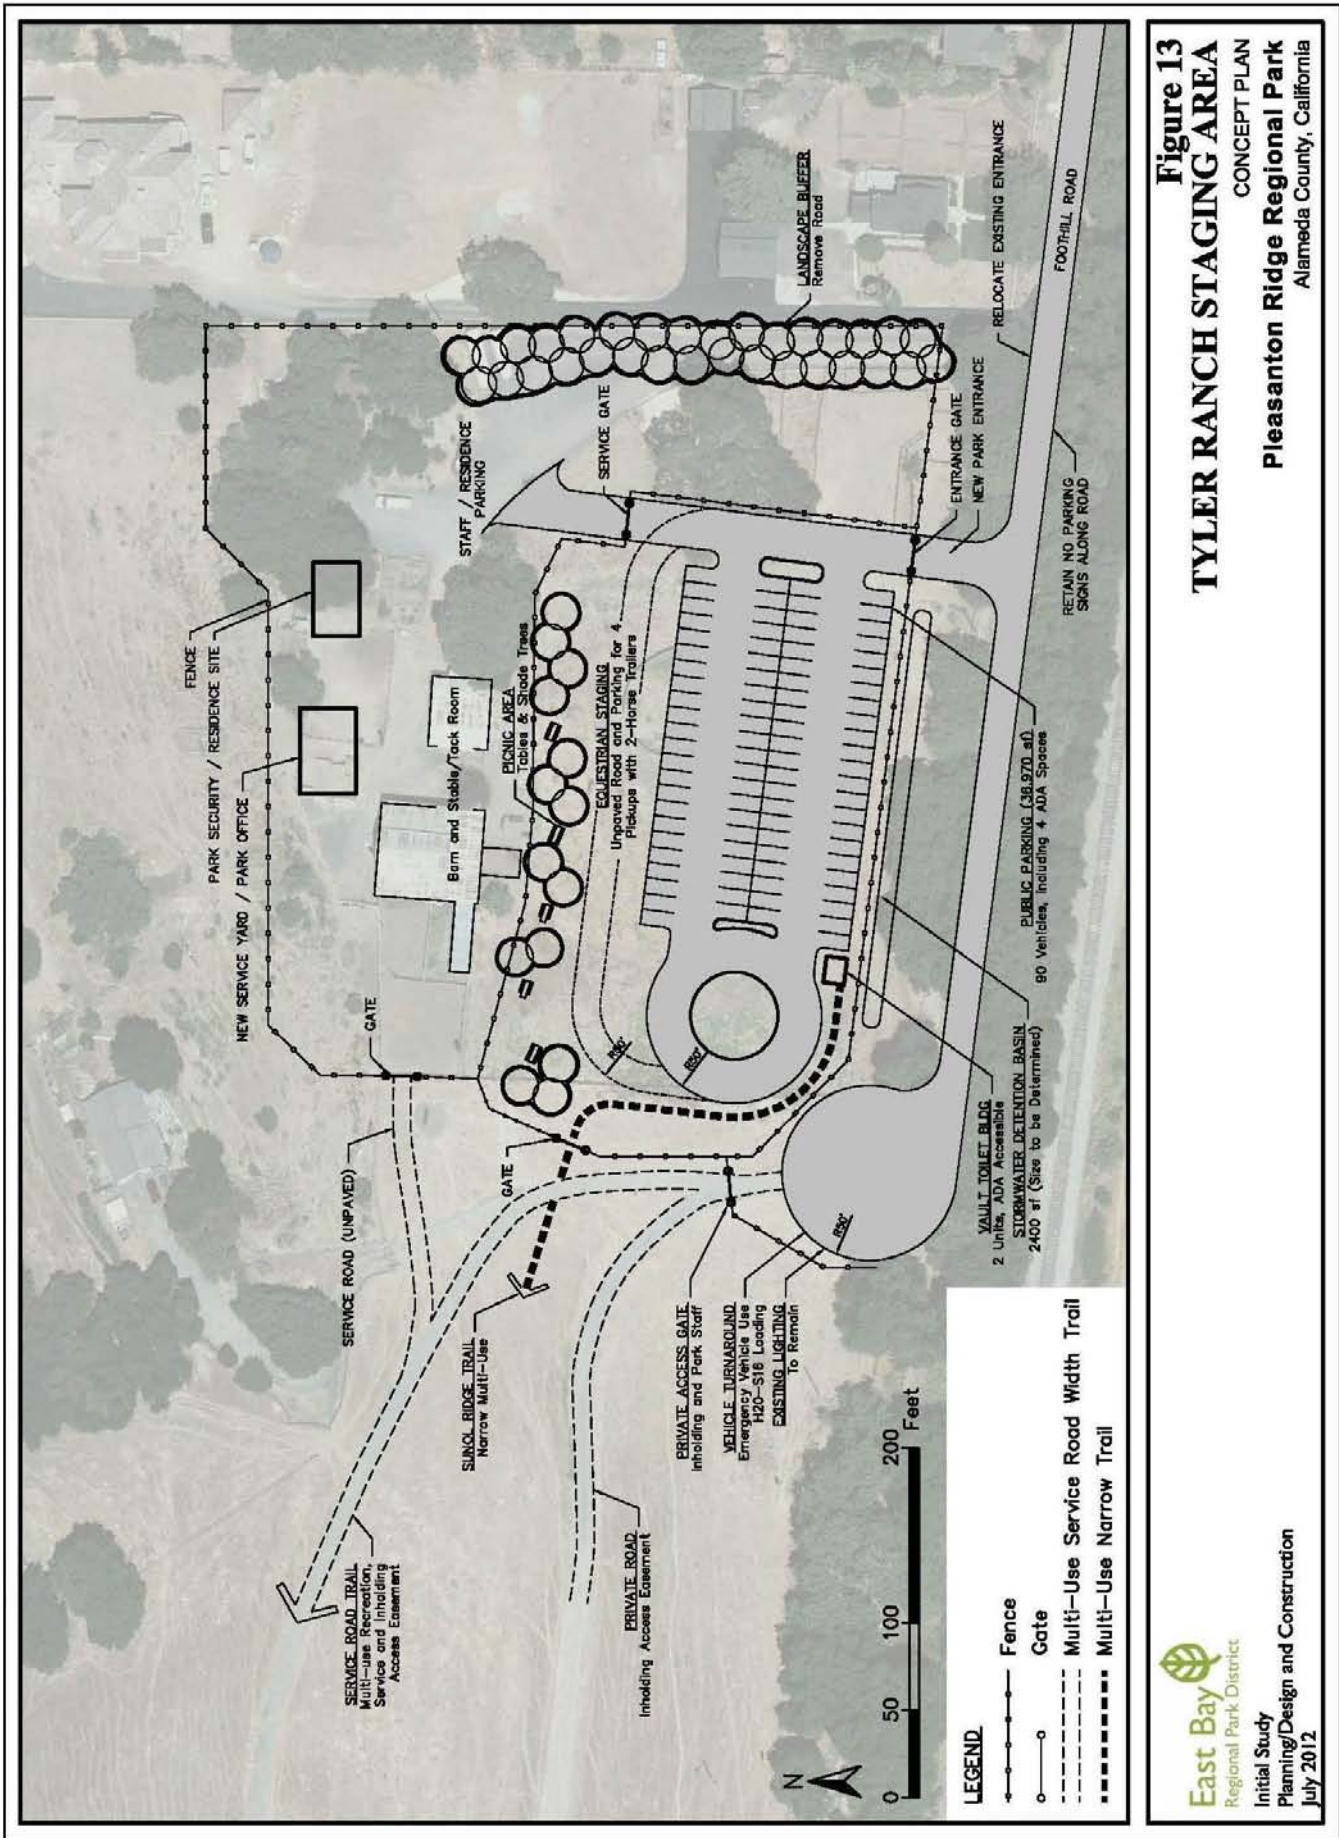 Figure 13
TYLER RANCH STAGING AREA
CONCEPT PLAN
Pleasanton Ridge Regional Park
Alameda County, California
FENCE
PARK SECURITY / RESIDENCE SITE
NEW SERVICE YARD / PARK OFFICE
GATE
SERVICE ROAD (UNPAVED)
STAFF / RESIDENCE
PARKING
SERVICE GATE
LANDSCAPE BUFFER
Remove Road
Barn and Stable/Tack Room
PICNIC AREA
Tables & Shade Trees
EQUESTRIAN STAGING
Unpaved Road and Parking for 4
Pickups with 2-Horse Trailers
R50'
R50'
GATE
SUNOL RIDGE TRAIL
Narrow Multi-Use
SERVICE ROAD TRAIL
Multi-use Recreation,
Service and Inholding
Access Easement
PRIVATE ROAD
Inholding Access Easement
PRIVATE ACCESS GATE
Inholding and Park Staff
VEHICLE TURNAROUND
Emergency Vehicle Use
H20-S16 Loading
EXISTING LIGHTING
To Remain
R50'
ENTRANCE GATE
NEW PARK ENTRANCE
RELOCATE EXISTING ENTRANCE
FOOTHILL ROAD
RETAIN NO PARKING
SIGNS ALONG ROAD
PUBLIC PARKING (36,970 sf)
90 Vehicles, Including 4 ADA Spaces
VAULT TOILET BLDG
2 Units, ADA Accessible
STORMWATER DETENTION BASIN
2400 sf (Size to be Determined)
N
0 50 100 200
Feet
LEGEND
Fence
Gate
Multi-Use Service Road Width Trail
Multi-Use Narrow Trail
East Bay
Regional Park District
Initial Study
Planning/Design and Construction
July 2012